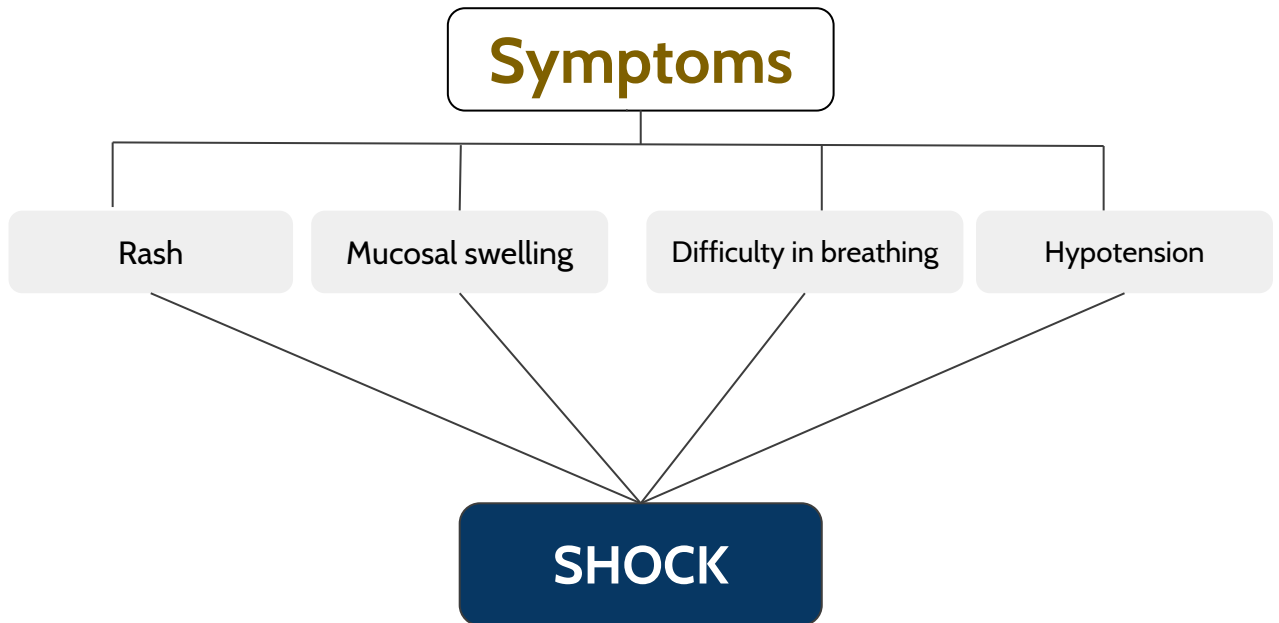 Symptoms
Rash
Mucosal swelling
Difficulty in breathing
Hypotension
SHOCK